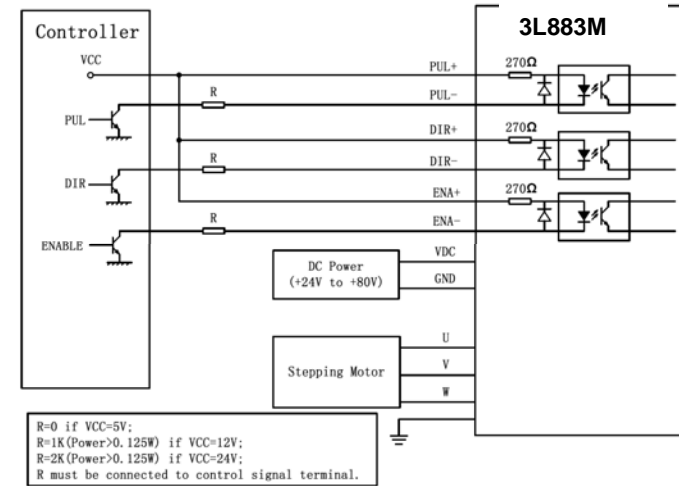 Controller
3L883M
VCC
PUL+
270Ω
R
PUL-
PUL
DIR+
270Ω
R
DIR-
DIR
ENA+
270Ω
R
ENA-
ENABLE
VDC
DC Power
(+24V to +80V)
GND
U
Stepping Motor
V
W
R=0 if VCC=5V;
R=1K(Power>0.125W) if VCC=12V;
R=2K(Power>0.125W) if VCC=24V;
R must be connected to control signal terminal.